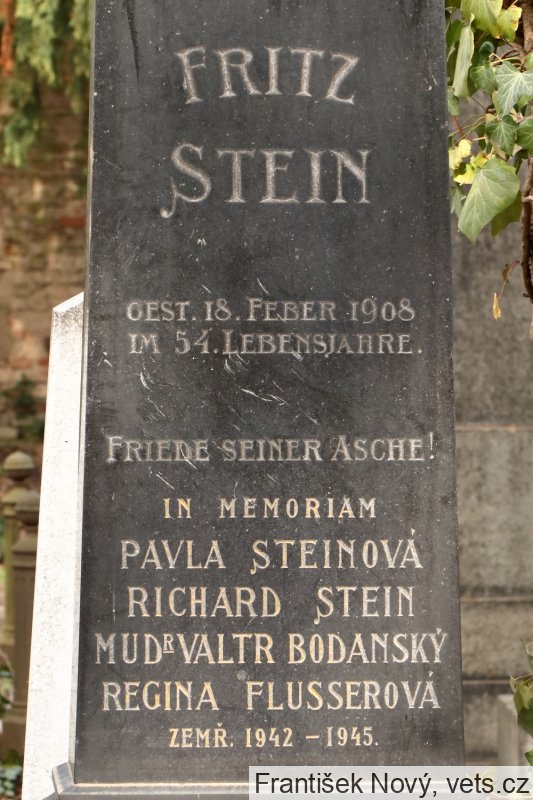 FRITZ
STEIN
GEST. 18. FEBER 1908
IM 54. LEBENSJAHRE.
FRIEDE SEINER ASCHE!
IN MEMORIAM
PAVLA STEINOVÁ
RICHARD STEIN
MUDR VALTR BODANSKÝ
REGINA FLUSSEROVÁ
ZEMŘ. 1942 – 1945.
František Nový, vets.cz